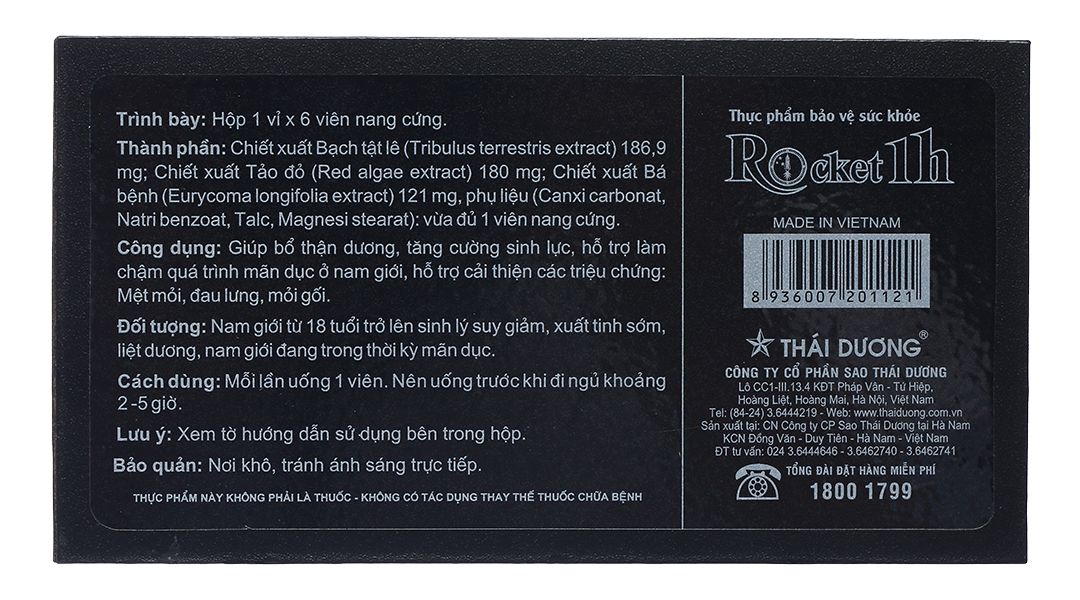 Trình bày: Hộp 1 vỉ x 6 viên nang cứng.
Thành phần: Chiết xuất Bạch tật lê (Tribulus terrestris extract) 186,9
mg; Chiết xuất Tảo đỏ (Red algae extract) 180 mg; Chiết xuất Bá
bệnh (Eurycoma longifolia extract) 121 mg, phụ liệu (Canxi carbonat,
Natri benzoat, Talc, Magnesi stearat): vừa đủ 1 viên nang cứng.
Công dụng: Giúp bổ thận dương, tăng cường sinh lực, hỗ trợ làm
chậm quá trình mãn dục ở nam giới, hỗ trợ cải thiện các triệu chứng:
Mệt mỏi, đau lưng, mỏi gối.
Đối tượng: Nam giới từ 18 tuổi trở lên sinh lý suy giảm, xuất tinh sớm,
liệt dương, nam giới đang trong thời kỳ mãn dục.
Cách dùng: Mỗi lần uống 1 viên. Nên uống trước khi đi ngủ khoảng
2 -5 giờ.
Lưu ý: Xem tờ hướng dẫn sử dụng bên trong hộp.
Bảo quản: Nơi khô, tránh ánh sáng trực tiếp.
THỰC PHẨM NÀY KHÔNG PHẢI LÀ THUỐC - KHÔNG CÓ TÁC DỤNG THAY THẾ THUỐC CHỮA BỆNH
Thực phẩm bảo vệ sức khỏe
Rocket 1h
MADE IN VIETNAM
8 936007 201121
THÁI DƯƠNG®
CÔNG TY CỔ PHẦN SAO THÁI DƯƠNG
Lô CC1-III.13.4 KĐT Pháp Vân - Tứ Hiệp,
Hoàng Liệt, Hoàng Mai, Hà Nội, Việt Nam
Tel: (84-24) 3.6444219 - Web: www.thaiduong.com.vn
Sản xuất tại: CN Công ty CP Sao Thái Dương tại Hà Nam
KCN Đồng Văn - Duy Tiên - Hà Nam - Việt Nam
ĐT tư vấn: 024 3.6444646 - 3.6462740 - 3.6462741
TỔNG ĐÀI ĐẶT HÀNG MIỄN PHÍ
1800 1799